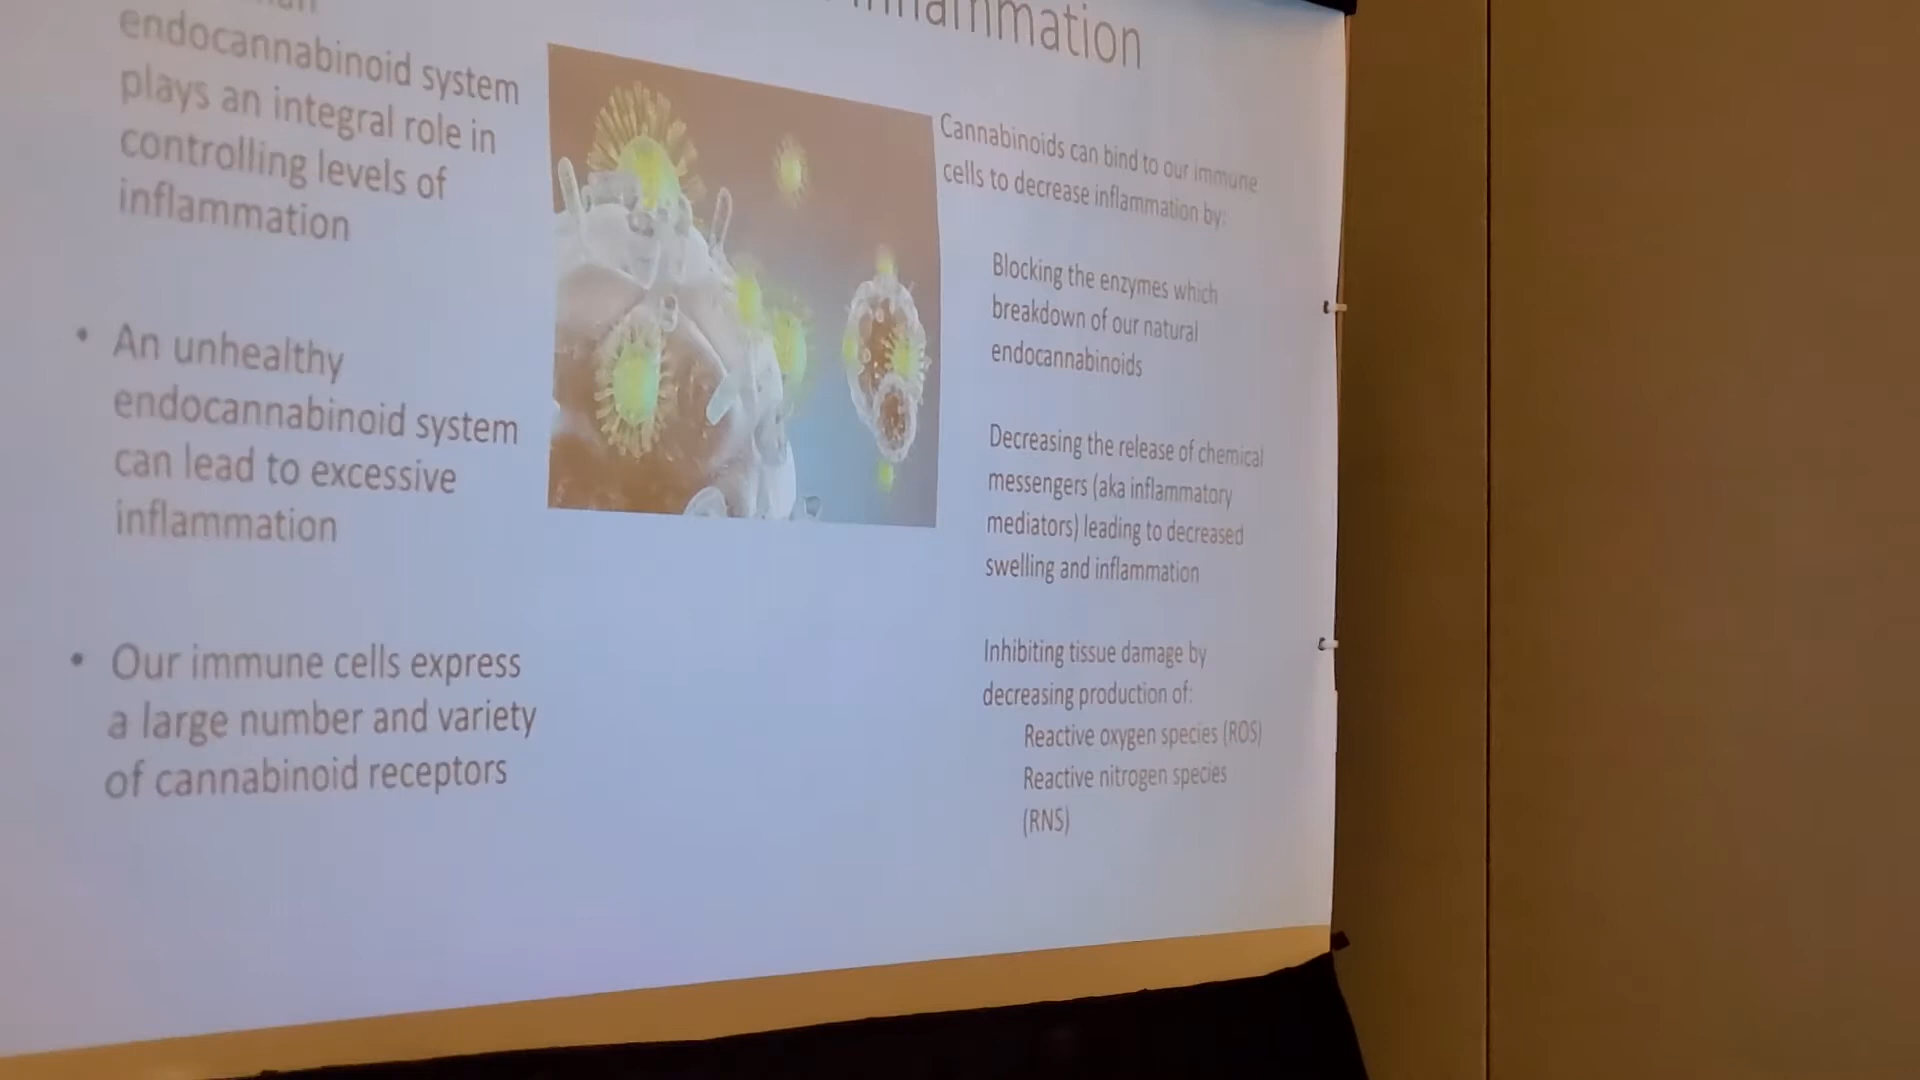 inflammation
endocannabinoid system
plays an integral role in
controlling levels of
inflammation
• An unhealthy
endocannabinoid system
can lead to excessive
inflammation
• Our immune cells express
a large number and variety
of cannabinoid receptors
Cannabinoids can bind to our immune
cells to decrease inflammation by:
Blocking the enzymes which
breakdown of our natural
endocannabinoids
Decreasing the release of chemical
messengers (aka inflammatory
mediators) leading to decreased
swelling and inflammation
Inhibiting tissue damage by
decreasing production of:
Reactive oxygen species (ROS)
Reactive nitrogen species
(RNS)